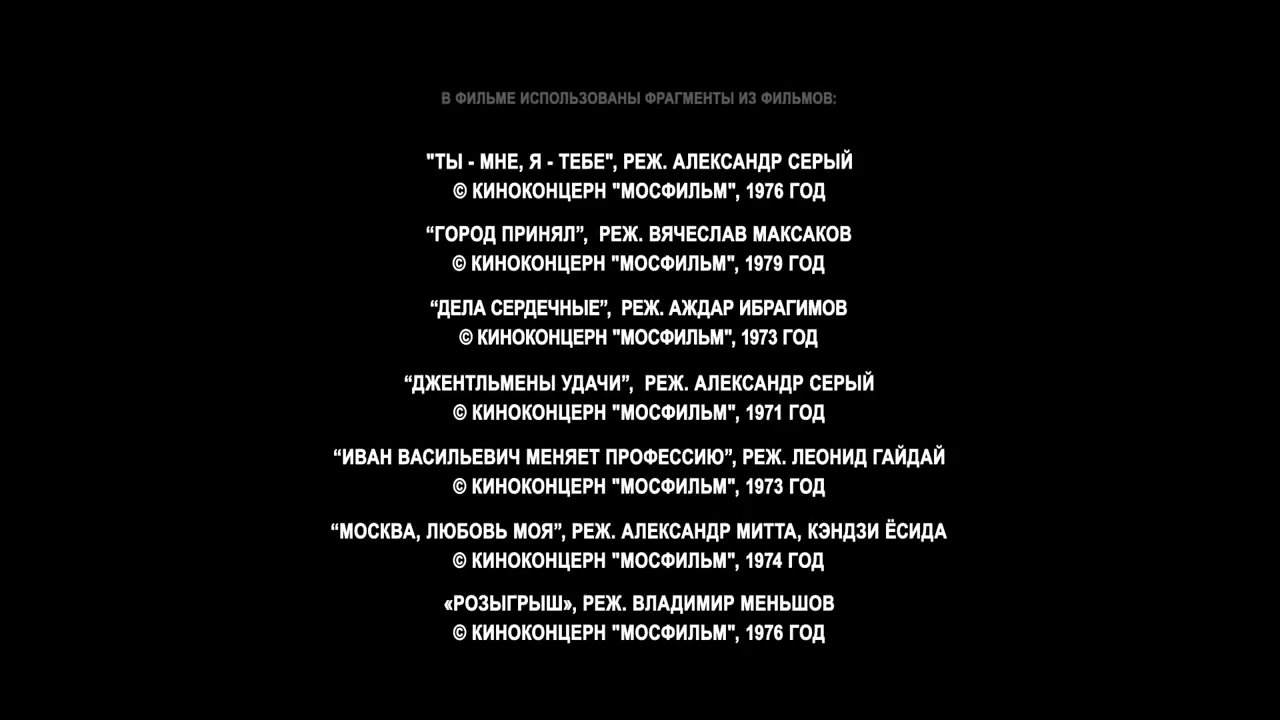 В ФИЛЬМЕ ИСПОЛЬЗОВАНЫ ФРАГМЕНТЫ ИЗ ФИЛЬМОВ:
"ТЫ - МНЕ, Я - ТЕБЕ", РЕЖ. АЛЕКСАНДР СЕРЫЙ
© КИНОКОНЦЕРН "МОСФИЛЬМ", 1976 ГОД
“ГОРОД ПРИНЯЛ”, РЕЖ. ВЯЧЕСЛАВ МАКСАКОВ
© КИНОКОНЦЕРН "МОСФИЛЬМ", 1979 ГОД
“ДЕЛА СЕРДЕЧНЫЕ”, РЕЖ. АЖДАР ИБРАГИМОВ
© КИНОКОНЦЕРН "МОСФИЛЬМ", 1973 ГОД
“ДЖЕНТЛЬМЕНЫ УДАЧИ”, РЕЖ. АЛЕКСАНДР СЕРЫЙ
© КИНОКОНЦЕРН "МОСФИЛЬМ", 1971 ГОД
“ИВАН ВАСИЛЬЕВИЧ МЕНЯЕТ ПРОФЕССИЮ”, РЕЖ. ЛЕОНИД ГАЙДАЙ
© КИНОКОНЦЕРН "МОСФИЛЬМ", 1973 ГОД
“МОСКВА, ЛЮБОВЬ МОЯ”, РЕЖ. АЛЕКСАНДР МИТТА, КЭНДЗИ ЁСИДА
© КИНОКОНЦЕРН "МОСФИЛЬМ", 1974 ГОД
«РОЗЫГРЫШ», РЕЖ. ВЛАДИМИР МЕНЬШОВ
© КИНОКОНЦЕРН "МОСФИЛЬМ", 1976 ГОД